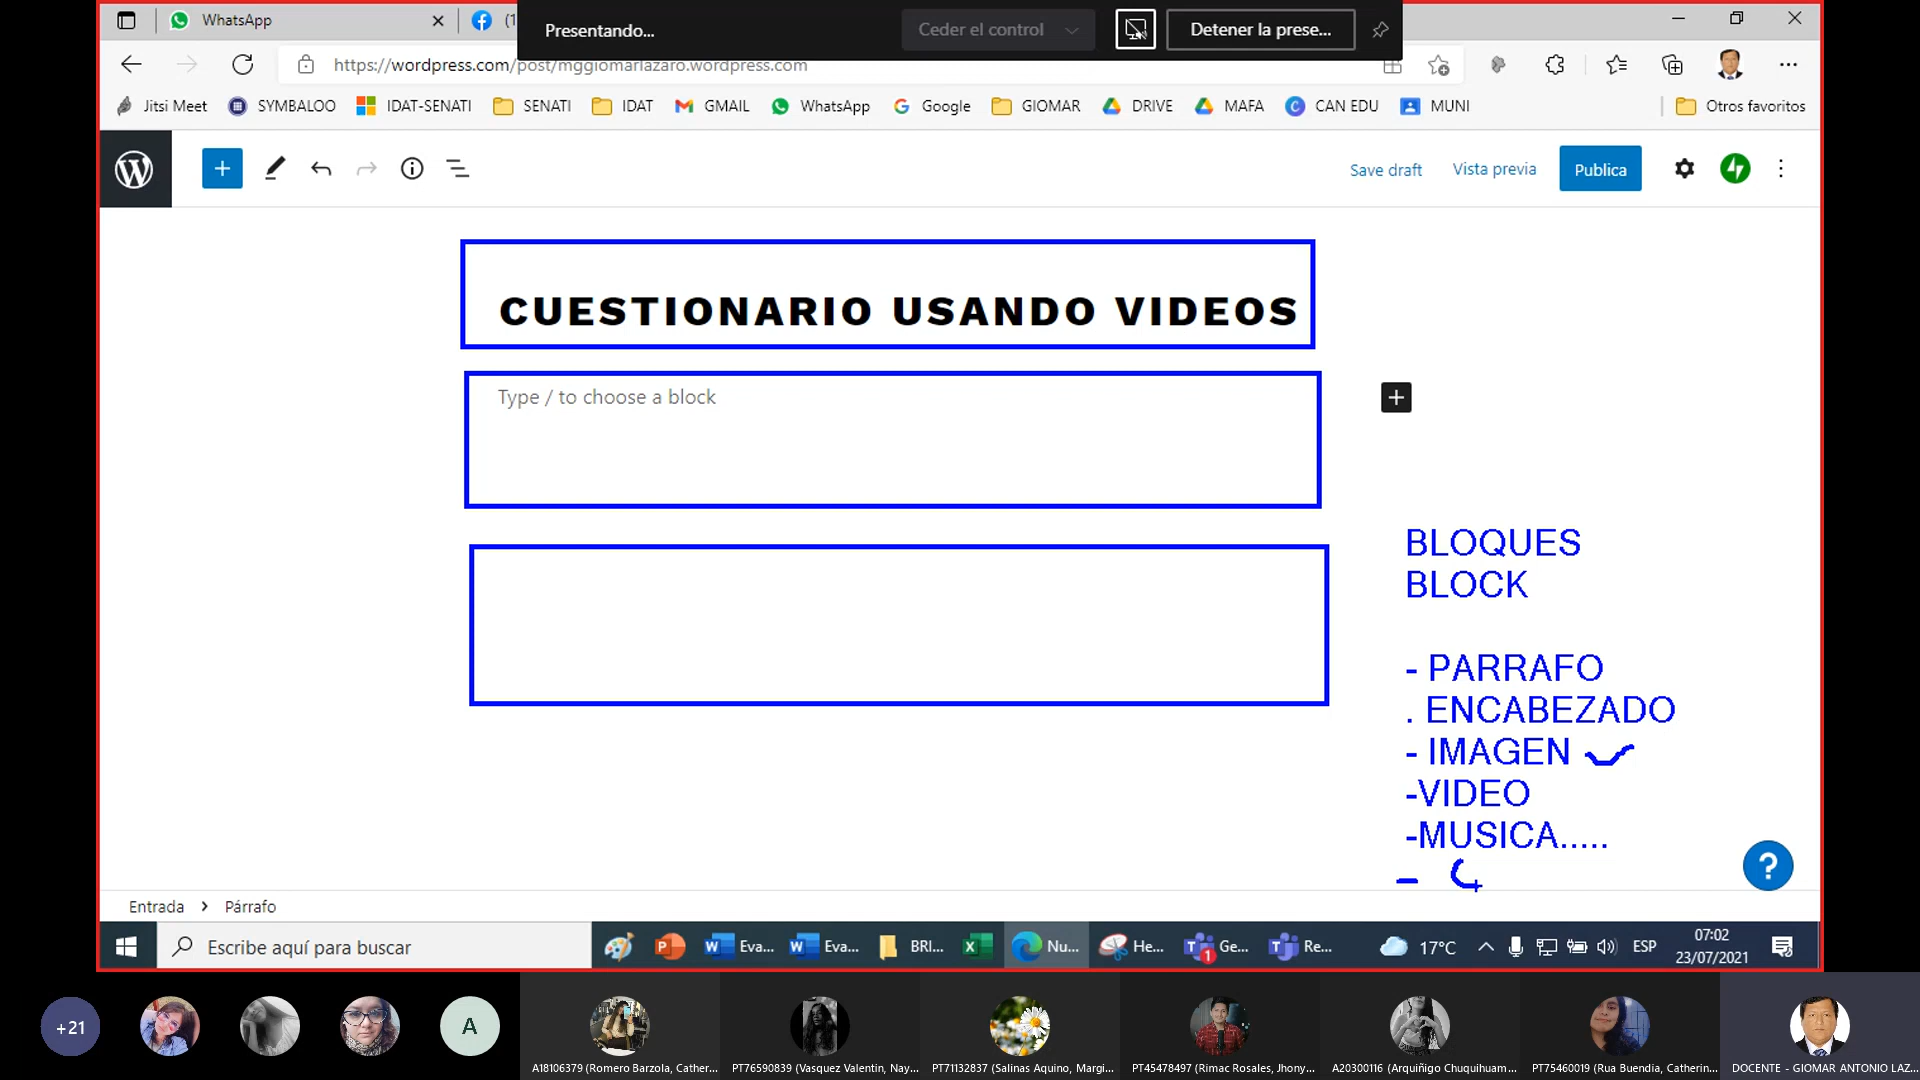 WhatsApp
(1
Presentando...
Ceder el control
Detener la prese...
https://wordpress.com/post/mggiomarlazaro.wordpress.com
Jitsi Meet
SYMBALOO
IDAT-SENATI
SENATI
IDAT
GMAIL
WhatsApp
Google
GIOMAR
DRIVE
MAFA
CAN EDU
MUNI
Otros favoritos
Save draft
Vista previa
Publica
CUESTIONARIO USANDO VIDEOS
Type / to choose a block
BLOQUES
BLOCK
- PARRAFO
. ENCABEZADO
- IMAGEN
-VIDEO
-MUSICA.....
Entrada > Párrafo
Escribe aquí para buscar
Eva...
Eva...
BRI...
Nu...
He...
1
Ge...
Re...
17°C
ESP
07:02
23/07/2021
+21
A
A18106379 (Romero Barzola, Cather...
PT76590839 (Vasquez Valentin, Nay...
PT71132837 (Salinas Aquino, Margi...
PT45478497 (Rimac Rosales, Jhony...
A20300116 (Arquiñigo Chuquihuam...
PT75460019 (Rua Buendia, Catherin...
DOCENTE - GIOMAR ANTONIO LAZ...